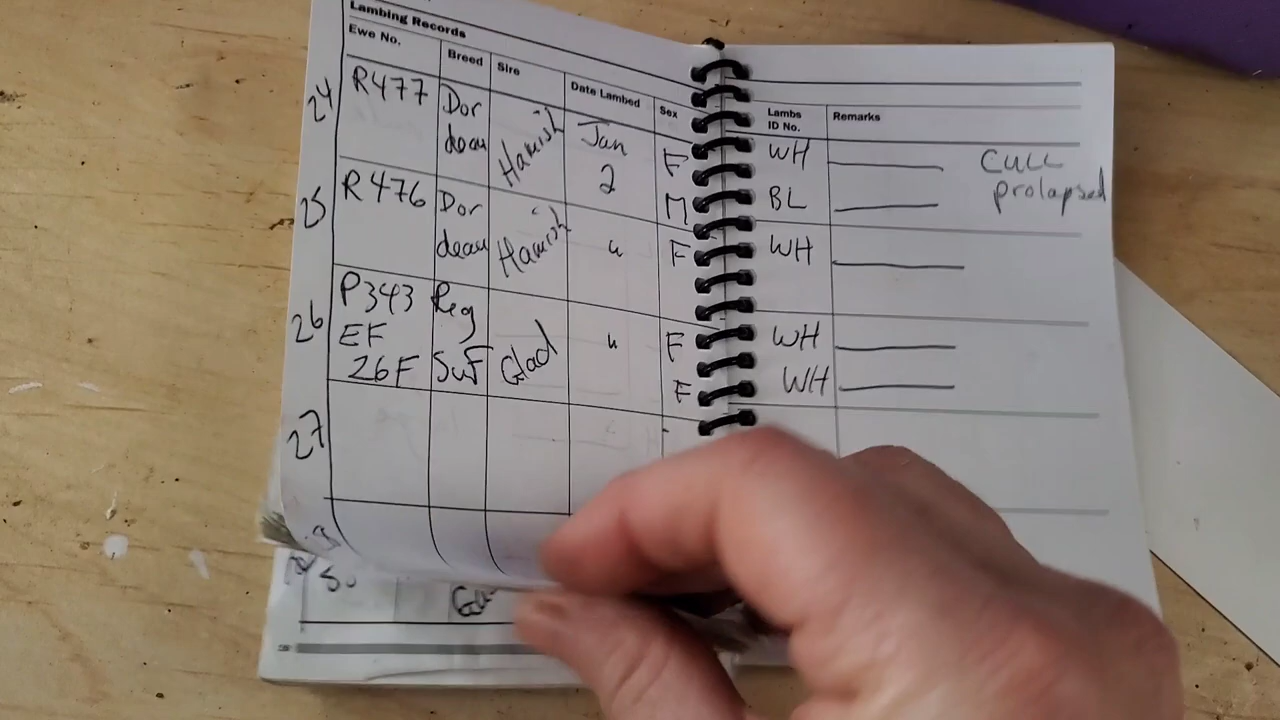 Lambing Records
Ewe No. Breed Sire Date Lambed Sex Lambs ID No. Remarks
24 R477 Dor Hamish Jan 2 F WH CULL prolapsed
M BL
25 R476 Dor Hamish " F WH
26 P343 EF 26F Reg Suf Glad " F WH
F WH
27